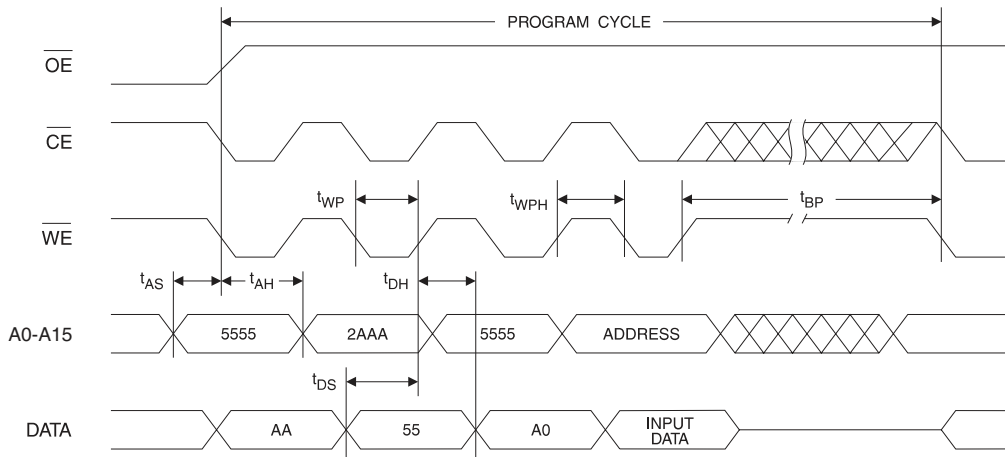 PROGRAM CYCLE
OE
CE
tWP
tWPH
tBP
WE
tAS
tAH
tDH
A0-A15
5555
2AAA
5555
ADDRESS
tDS
DATA
AA
55
A0
INPUT
DATA